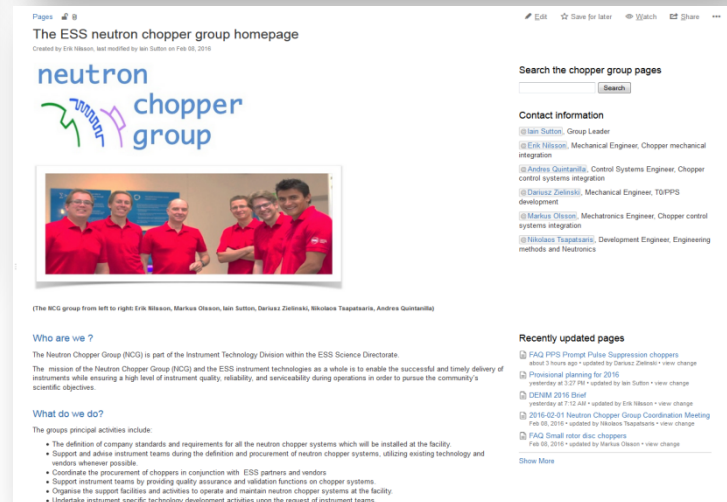 Pages
Edit Save for later Watch Share •••
The ESS neutron chopper group homepage
Created by Erik Nilsson, last modified by Iain Sutton on Feb 08, 2016
neutron
chopper
group
(The NCG group from left to right: Erik Nilsson, Markus Olsson, Iain Sutton, Dariusz Zielinski, Nikolaos Tsapatsaris, Andres Quintanilla)
Who are we ?
The Neutron Chopper Group (NCG) is part of the Instrument Technology Division within the ESS Science Directorate.
The mission of the Neutron Chopper Group (NCG) and the ESS instrument technologies as a whole is to enable the successful and timely delivery of
instruments while ensuring a high level of instrument quality, reliability, and serviceability during operations in order to pursue the community's
scientific objectives.
What do we do?
The groups principal activities include:
• The definition of company standards and requirements for all the neutron chopper systems which will be installed at the facility.
• Support and advise instrument teams during the definition and procurement of neutron chopper systems, utilizing existing technology and
vendors whenever possible.
• Coordinate the procurement of choppers in conjunction with ESS partners and vendors
• Support instrument teams by providing quality assurance and validation functions on chopper systems.
• Organise the support facilities and activities to operate and maintain neutron chopper systems at the facility.
• Undertake instrument specific technology development activities upon the request of instrument teams
Search the chopper group pages
Search
Contact information
@Iain Sutton, Group Leader
@Erik Nilsson, Mechanical Engineer, Chopper mechanical
integration
@Andres Quintanilla, Control Systems Engineer, Chopper
control systems integration
@Dariusz Zielinski, Mechanical Engineer, T0/PPS
development
@Markus Olsson, Mechatronics Engineer, Chopper control
systems integration
@Nikolaos Tsapatsaris, Development Engineer, Engineering
methods and Neutronics
Recently updated pages
FAQ PPS Prompt Pulse Suppression choppers
about 3 hours ago • updated by Dariusz Zielinski • view change
Provisional planning for 2016
yesterday at 3:27 PM • updated by Iain Sutton • view change
DENIM 2016 Brief
yesterday at 7:12 AM • updated by Erik Nilsson • view change
2016-02-01 Neutron Chopper Group Coordination Meeting
Feb 08, 2016 • updated by Nikolaos Tsapatsaris • view change
FAQ Small rotor disc choppers
Feb 08, 2016 • updated by Markus Olsson • view change
Show More